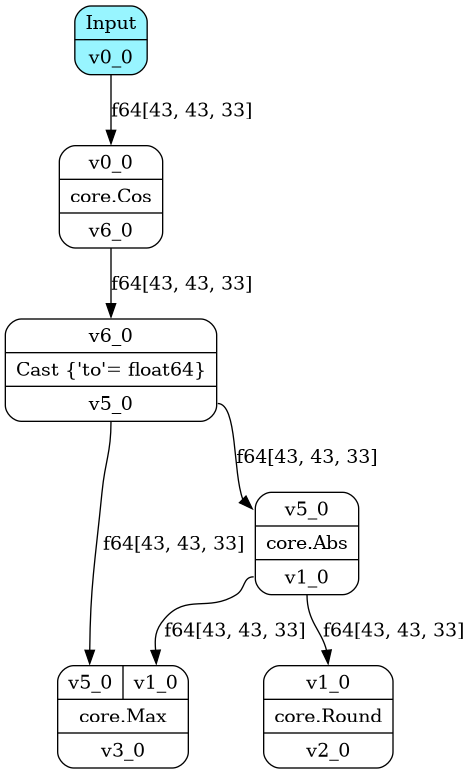 Input
v0_0
f64[43, 43, 33]
v0_0
core.Cos
v6_0
f64[43, 43, 33]
v6_0
Cast {'to'= float64}
v5_0
f64[43, 43, 33]
v5_0
f64[43, 43, 33]
core.Abs
v1_0
f64[43, 43, 33] f64[43, 43, 33]
v5_0 v1_0
core.Max
v3_0
v1_0
core.Round
v2_0